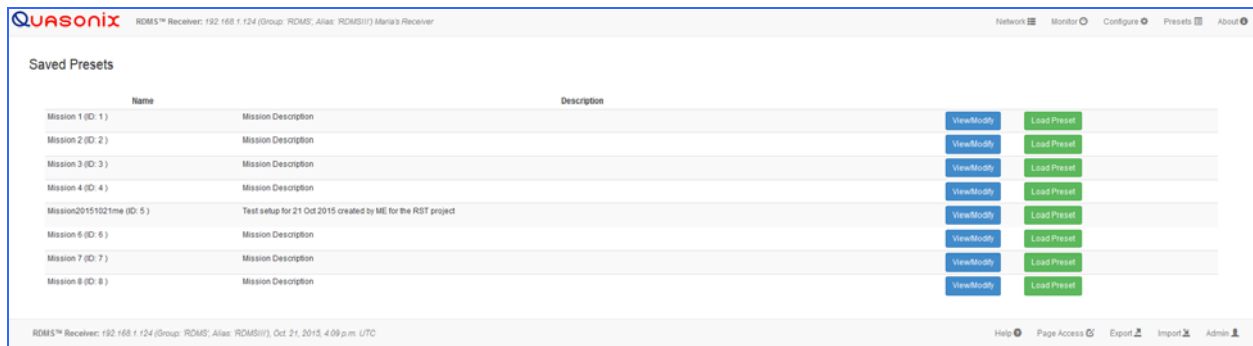 QUASONIX RDMS™ Receiver: 192.168.1.124 (Group: 'RDMS', Alias: 'RDMSIII') Maria's Receiver Network Monitor Configure Presets About
Saved Presets
Name Description
Mission 1 (ID: 1 ) Mission Description View/Modify Load Preset
Mission 2 (ID: 2 ) Mission Description View/Modify Load Preset
Mission 3 (ID: 3 ) Mission Description View/Modify Load Preset
Mission 4 (ID: 4 ) Mission Description View/Modify Load Preset
Mission20151021me (ID: 5 ) Test setup for 21 Oct 2015 created by ME for the RST project View/Modify Load Preset
Mission 6 (ID: 6 ) Mission Description View/Modify Load Preset
Mission 7 (ID: 7 ) Mission Description View/Modify Load Preset
Mission 8 (ID: 8 ) Mission Description View/Modify Load Preset
RDMS™ Receiver: 192.168.1.124 (Group: 'RDMS', Alias: 'RDMSIII'), Oct. 21, 2015, 4:09 p.m. UTC Help Page Access Export Import Admin